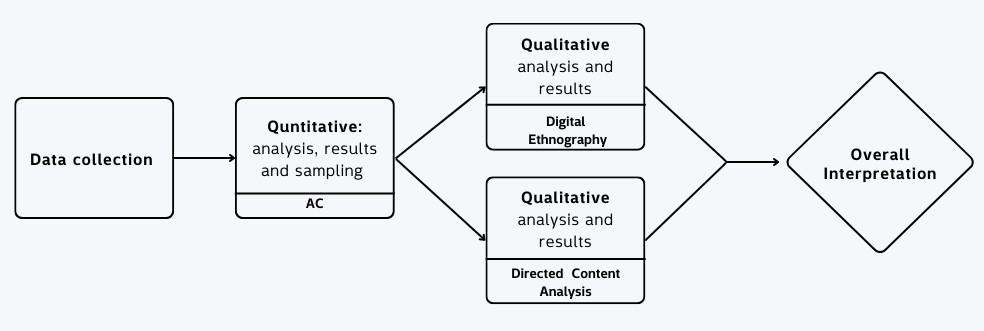 Data collection
Quntitative:
analysis, results
and sampling
AC
Qualitative
analysis and
results
Digital
Ethnography
Qualitative
analysis and
results
Directed Content
Analysis
Overall
Interpretation